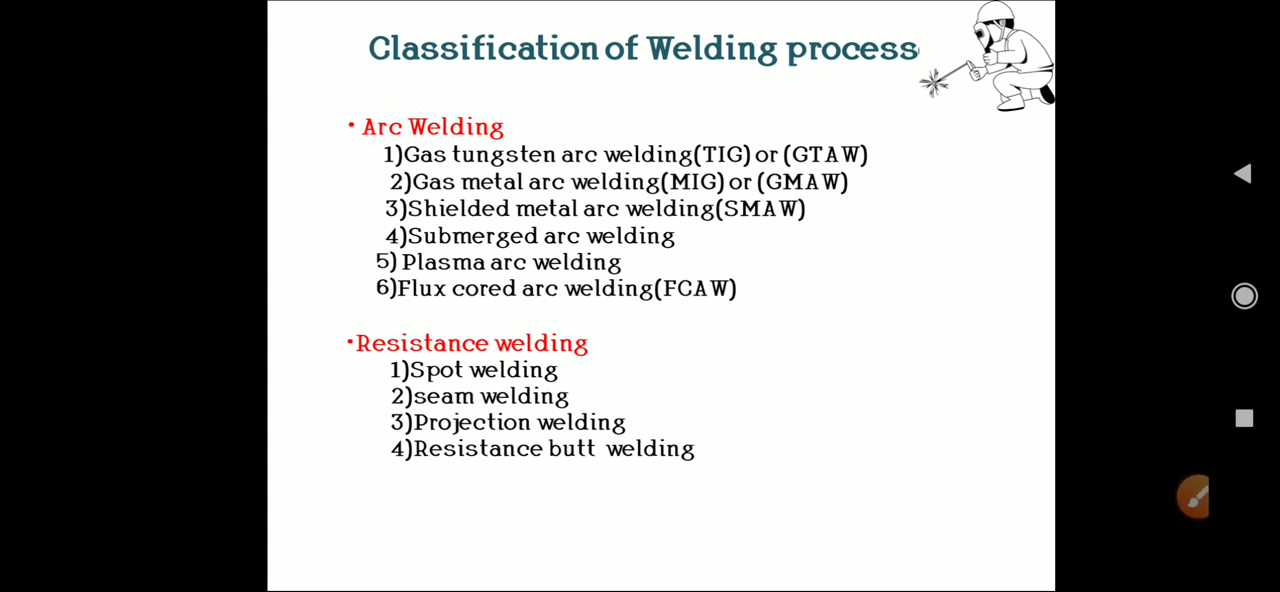 Classification of Welding process
• Arc Welding
1)Gas tungsten arc welding(TIG) or (GTAW)
2)Gas metal arc welding(MIG) or (GMAW)
3)Shielded metal arc welding(SMAW)
4)Submerged arc welding
5) Plasma arc welding
6)Flux cored arc welding(FCAW)
•Resistance welding
1)Spot welding
2)seam welding
3)Projection welding
4)Resistance butt welding